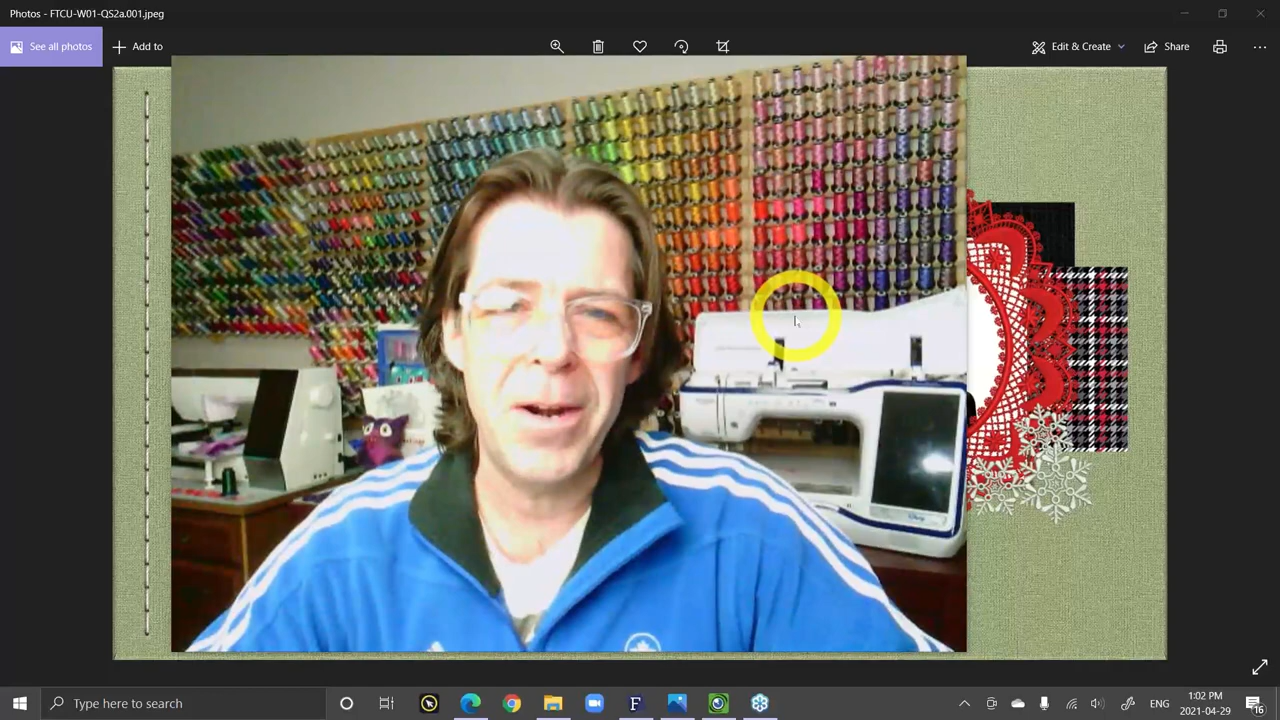 Photos - FTCU-W01-QS2a.001.jpeg
See all photos
Add to
Edit & Create
Share
Type here to search
ENG
1:02 PM
2021-04-29
16